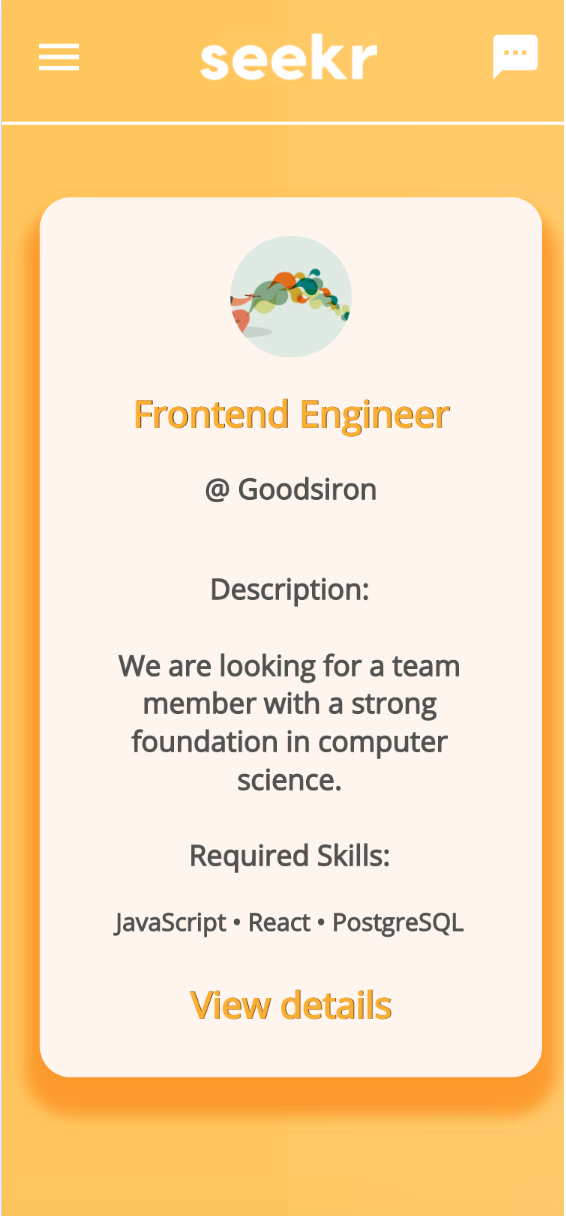 seekr
Frontend Engineer
@ Goodsiron
Description:
We are looking for a team
member with a strong
foundation in computer
science.
Required Skills:
JavaScript • React • PostgreSQL
View details